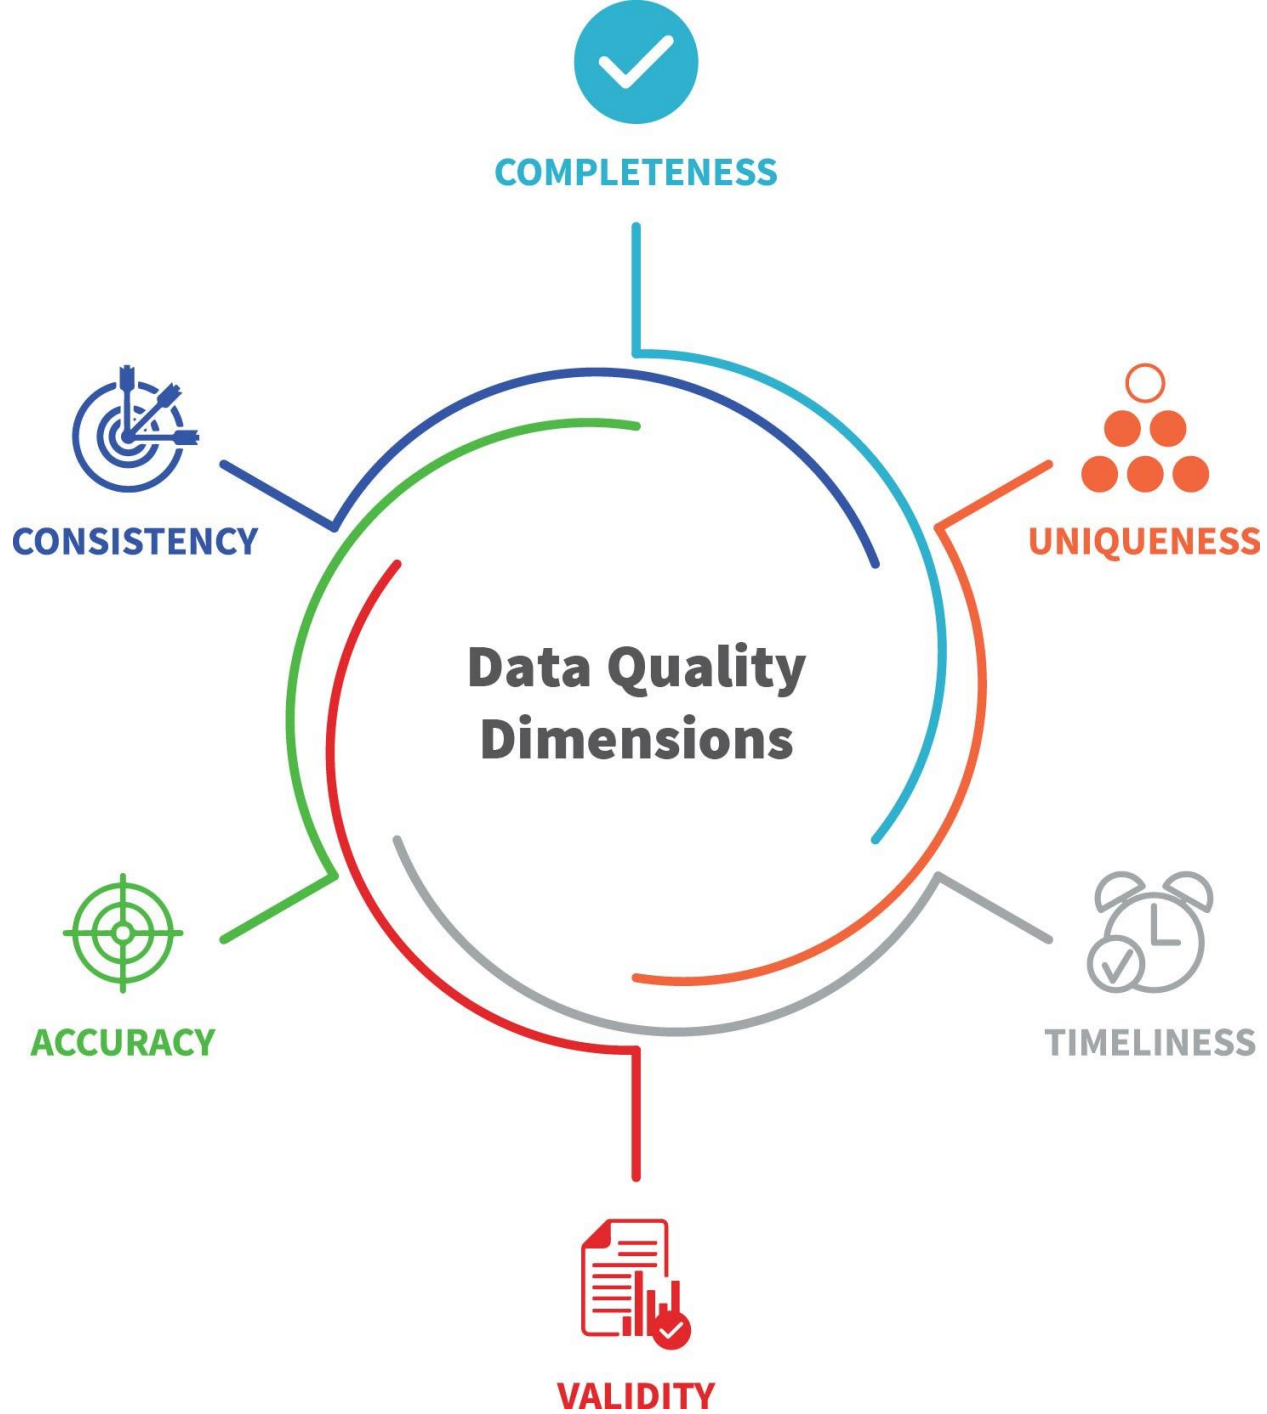 COMPLETENESS
CONSISTENCY
UNIQUENESS
Data Quality
Dimensions
ACCURACY
TIMELINESS
VALIDITY